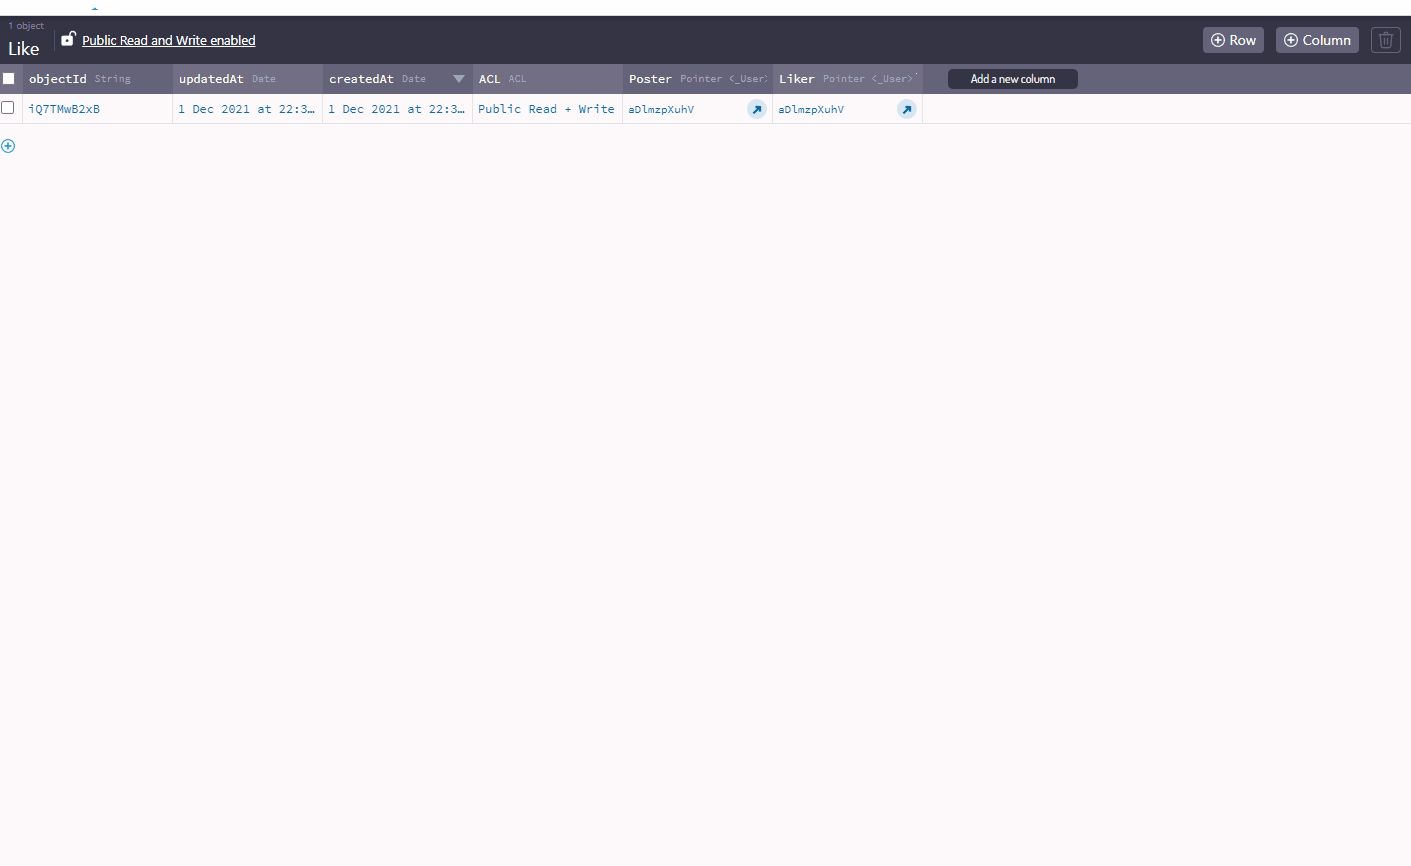 1 object
Like
Public Read and Write enabled
Row
Column
objectId String
updatedAt Date
createdAt Date
ACL ACL
Poster Pointer <_User>
Liker Pointer <_User>
Add a new column
iQ7TMwB2xB
1 Dec 2021 at 22:3…
1 Dec 2021 at 22:3…
Public Read + Write
aDlmzpXuhV
aDlmzpXuhV